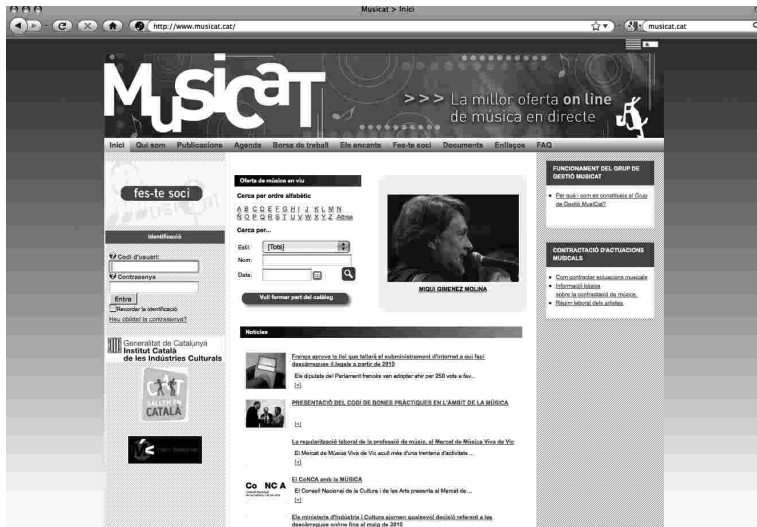 Musicat > Inici
http://www.musicat.cat/
musicat.cat
MusicaT
>>> La millor oferta on line
de música en directe
Inici Qui som Publicacions Agenda Borsa de treball Els encants Fes-te soci Documents Enllaços FAQ
fes-te soci
Identificació
Codi d'usuari:
Contrasenya
Entra
Recordar la identificació
Heu oblidat la contrasenya?
Generalitat de Catalunya
Institut Català
de les Indústries Culturals
CAT
CATALÀ
Oferta de músics en viu
Cerca per ordre alfabètic
A B C D E F G H I J K L M N
Ñ O P Q R S T U V W X Y Z Altres
Cerca per...
Estil: (Tots)
Nom:
Data:
Vull formar part del catàleg
MIQUI GIMENEZ MOLINA
Notícies
França aprova la llei que tallarà el subministrament d'internet a qui faci
descàrregues il.legals a partir de 2010
Els diputats del Parlament francès van adoptar ahir per 258 vots a fav...
[+]
PRESENTACIÓ DEL CODI DE BONES PRÀCTIQUES EN L'ÀMBIT DE LA MÚSICA
[+]
La regularització laboral de la professió de músic, al Mercat de Música Viva de Vic
El Mercat de Música Viva de Vic acull més d'una trentena d'activitats ...
[+]
CoNCA
El CoNCA amb la MÚSICA
El Consell Nacional de la Cultura i de les Arts presenta al Mercat de ...
[+]
Els ministeris d'Indústria i Cultura ajornen qualsevol decisió referent a les
descàrregues online fins al maig de 2010
FUNCIONAMENT DEL GRUP DE
GESTIÓ MUSICAT
Per què i com es constitueix el Grup
de Gestió MusiCat?
CONTRACTACIÓ D'ACTUACIONS
MUSICALS
Com contractar actuacions musicals
Informació bàsica
sobre la contractació de música.
Règim laboral dels artistes